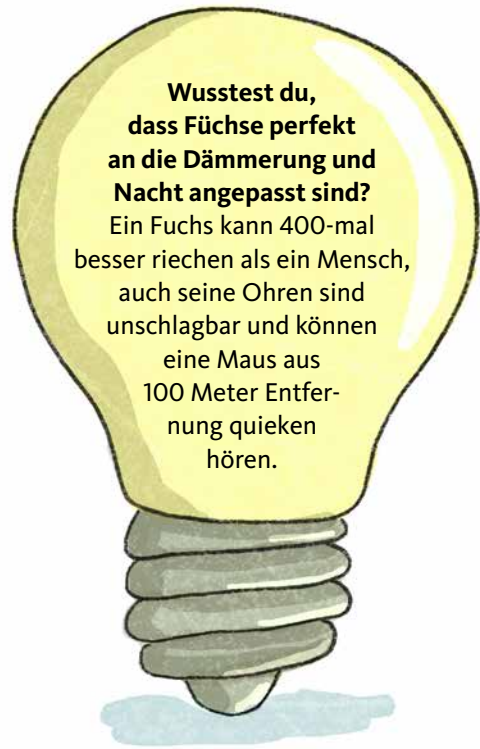 Wusstest du,
dass Füchse perfekt
an die Dämmerung und
Nacht angepasst sind?
Ein Fuchs kann 400-mal
besser riechen als ein Mensch,
auch seine Ohren sind
unschlagbar und können
eine Maus aus
100 Meter Entfer-
nung quieken
hören.